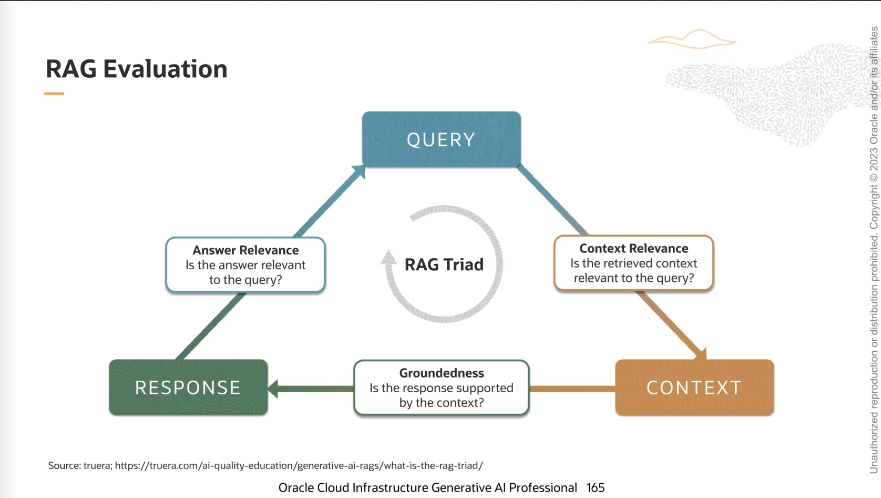 RAG Evaluation
QUERY
Answer Relevance
Is the answer relevant
to the query?
RAG Triad
Context Relevance
Is the retrieved context
relevant to the query?
RESPONSE
Groundedness
Is the response supported
by the context?
CONTEXT
Source: truera; https://truera.com/ai-quality-education/generative-ai-rags/what-is-the-rag-triad/
Oracle Cloud Infrastructure Generative AI Professional 165
Unauthorized reproduction or distribution prohibited. Copyright © 2023 Oracle and/or its affiliates